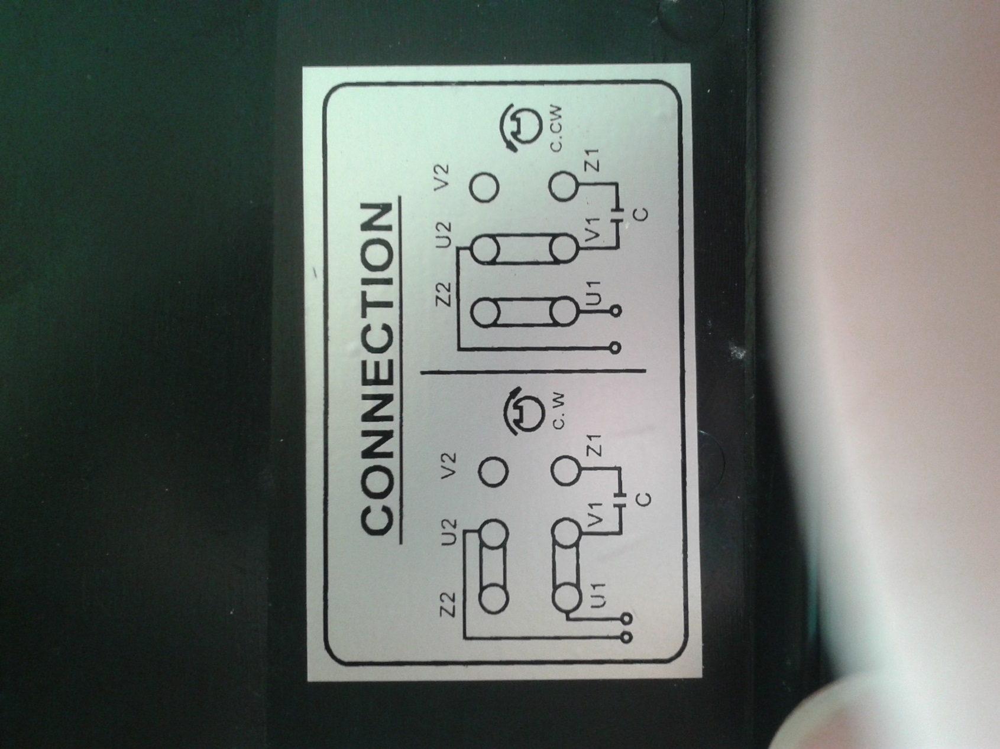 CONNECTION
Z2 U2 V2
U1 V1 Z1
C
C.W
Z2 U2 V2
U1 V1 Z1
C
C.CW